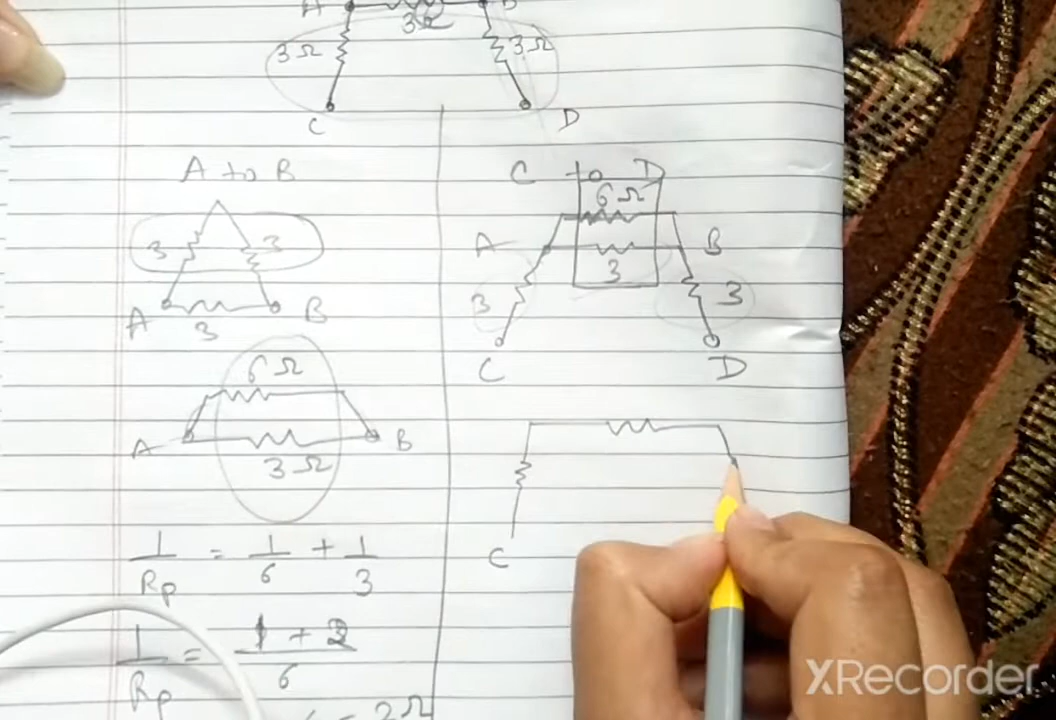 A 3Ω B
3Ω 3Ω
C D
A to B
3 3
A 3 B
6Ω
A B
3Ω
1/Rp = 1/6 + 1/3
1/Rp = 1 + 2/6
= 2Ω
C to D
6Ω
A B
3
3 3
C D
C
XRecorder